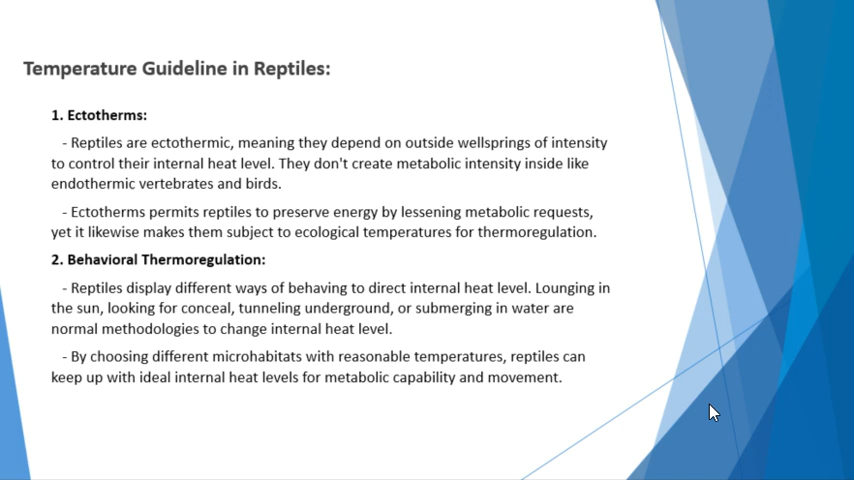 Temperature Guideline in Reptiles:
1. Ectotherms:
- Reptiles are ectothermic, meaning they depend on outside wellsprings of intensity
to control their internal heat level. They don't create metabolic intensity inside like
endothermic vertebrates and birds.
- Ectotherms permits reptiles to preserve energy by lessening metabolic requests,
yet it likewise makes them subject to ecological temperatures for thermoregulation.
2. Behavioral Thermoregulation:
- Reptiles display different ways of behaving to direct internal heat level. Lounging in
the sun, looking for conceal, tunneling underground, or submerging in water are
normal methodologies to change internal heat level.
- By choosing different microhabitats with reasonable temperatures, reptiles can
keep up with ideal internal heat levels for metabolic capability and movement.